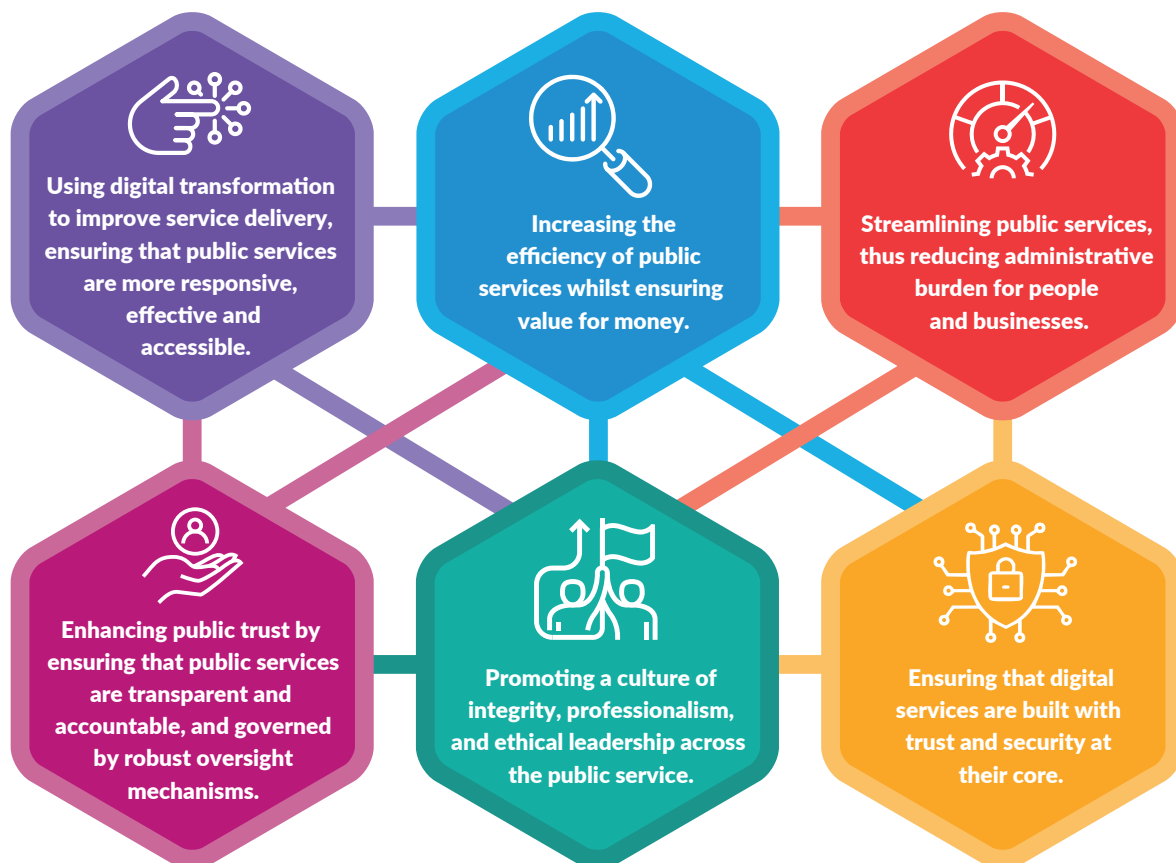 Using digital transformation
to improve service delivery,
ensuring that public services
are more responsive,
effective and
accessible.
Increasing the
efficiency of public
services whilst ensuring
value for money.
Streamlining public services,
thus reducing administrative
burden for people
and businesses.
Enhancing public trust by
ensuring that public services
are transparent and
accountable, and governed
by robust oversight
mechanisms.
Promoting a culture of
integrity, professionalism,
and ethical leadership across
the public service.
Ensuring that digital
services are built with
trust and security at
their core.